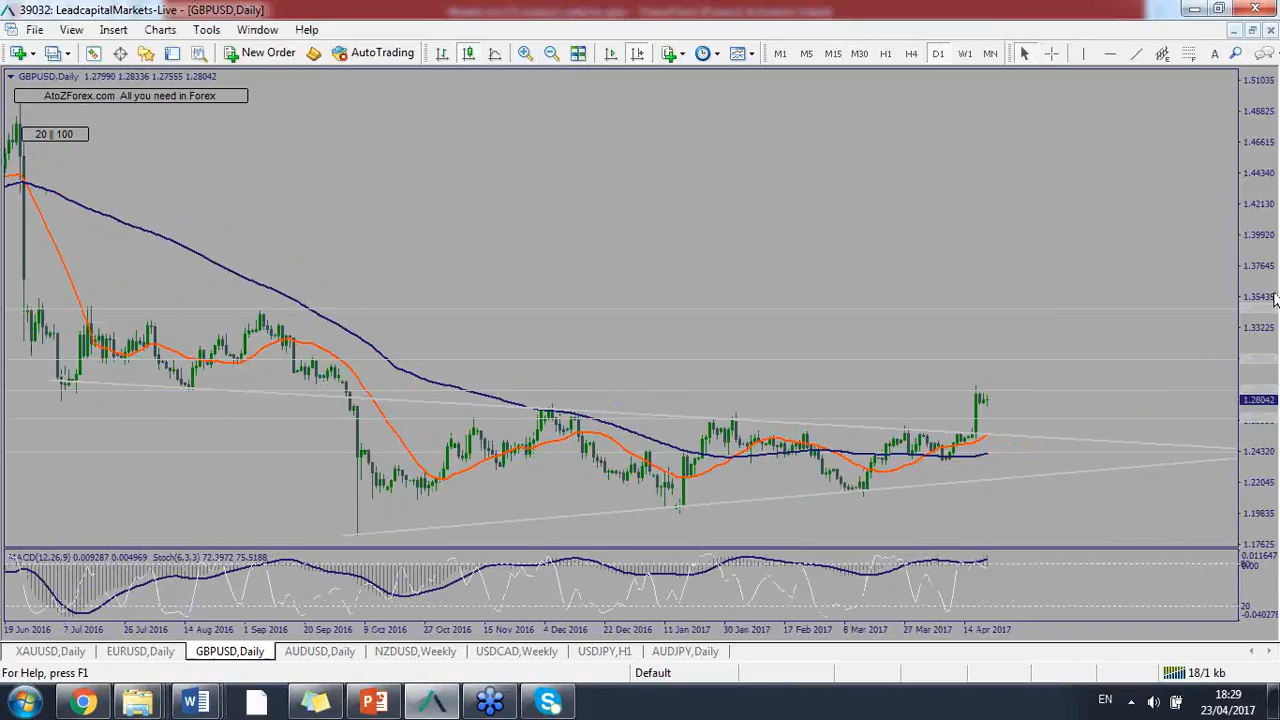 39032: LeadcapitalMarkets-Live - [GBPUSD,Daily]
File View Insert Charts Tools Window Help
New Order AutoTrading M1 M5 M15 M30 H1 H4 D1 W1 MN A
GBPUSD,Daily 1.27990 1.28336 1.27555 1.28042
AtoZForex.com All you need in Forex
20 || 100
1.51035
1.48825
1.46615
1.44340
1.42130
1.39920
1.37645
1.35435
1.33225
1.28042
1.24320
1.22045
1.19835
1.17625
MACD(12,26,9) 0.009287 0.004969 Stoch(6,3,3) 72.3972 75.5188
0.011647
20
-0.040278
19 Jun 2016 7 Jul 2016 26 Jul 2016 14 Aug 2016 1 Sep 2016 20 Sep 2016 9 Oct 2016 27 Oct 2016 15 Nov 2016 4 Dec 2016 22 Dec 2016 11 Jan 2017 30 Jan 2017 17 Feb 2017 8 Mar 2017 27 Mar 2017 14 Apr 2017
XAUUSD,Daily EURUSD,Daily GBPUSD,Daily AUDUSD,Daily NZDUSD,Weekly USDCAD,Weekly USDJPY,H1 AUDJPY,Daily
For Help, press F1 Default 18/1 kb
EN 18:29
23/04/2017